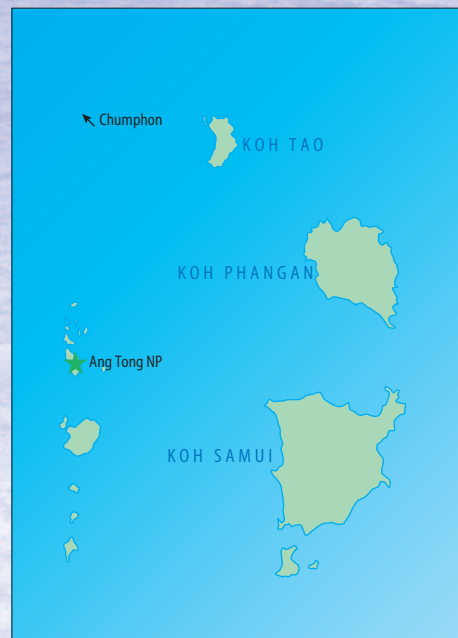 Chumphon
KOH TAO
KOH PHANGAN
Ang Tong NP
KOH SAMUI